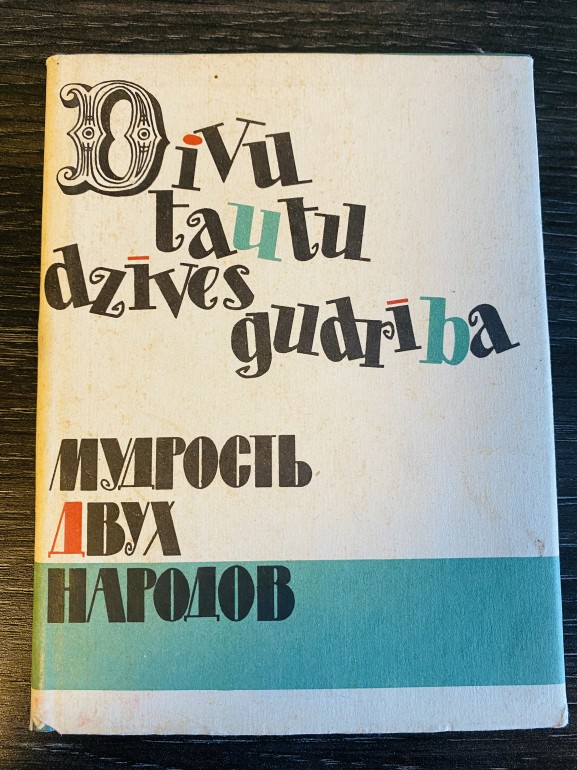 Divu
tautu
dzīves
gudrība
МУДРОСТЬ
ДВУХ
НАРОДОВ